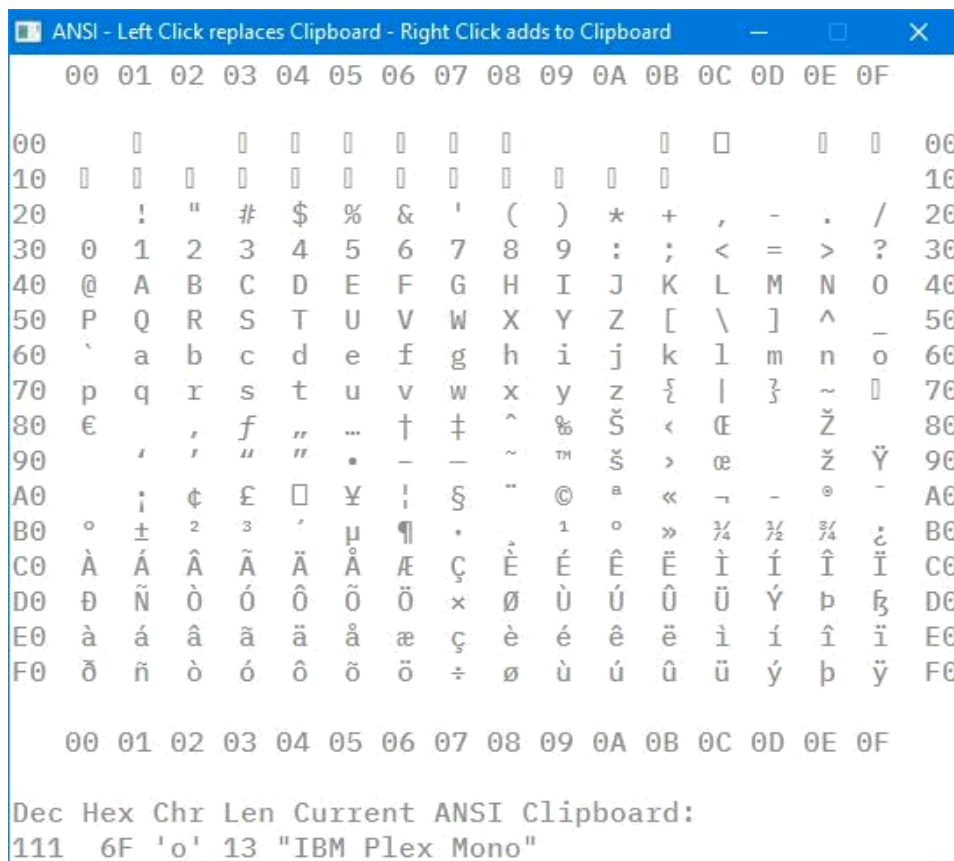 ANSI - Left Click replaces Clipboard - Right Click adds to Clipboard
00 01 02 03 04 05 06 07 08 09 0A 0B 0C 0D 0E 0F
00 00
10 10
20 ! " # $ % & ' ( ) * + , - . / 20
30 0 1 2 3 4 5 6 7 8 9 : ; < = > ? 30
40 @ A B C D E F G H I J K L M N O 40
50 P Q R S T U V W X Y Z [ \ ] ^ _ 50
60 ` a b c d e f g h i j k l m n o 60
70 p q r s t u v w x y z { | } ~ 70
80 € ‚ ƒ „ … † ‡ ˆ ‰ Š ‹ Œ Ž 80
90 ‘ ’ “ ” • – — ˜ ™ š › œ ž Ÿ 90
A0 ¡ ¢ £ ¥ ¦ § ¨ © ª « ¬ - ® ¯ A0
B0 ° ± ² ³ ´ µ ¶ · ¸ ¹ º » ¼ ½ ¾ ¿ B0
C0 À Á Â Ã Ä Å Æ Ç È É Ê Ë Ì Í Î Ï C0
D0 Ð Ñ Ò Ó Ô Õ Ö × Ø Ù Ú Û Ü Ý Þ ß D0
E0 à á â ã ä å æ ç è é ê ë ì í î ï E0
F0 ð ñ ò ó ô õ ö ÷ ø ù ú û ü ý þ ÿ F0
00 01 02 03 04 05 06 07 08 09 0A 0B 0C 0D 0E 0F
Dec Hex Chr Len Current ANSI Clipboard:
111 6F 'o' 13 "IBM Plex Mono"